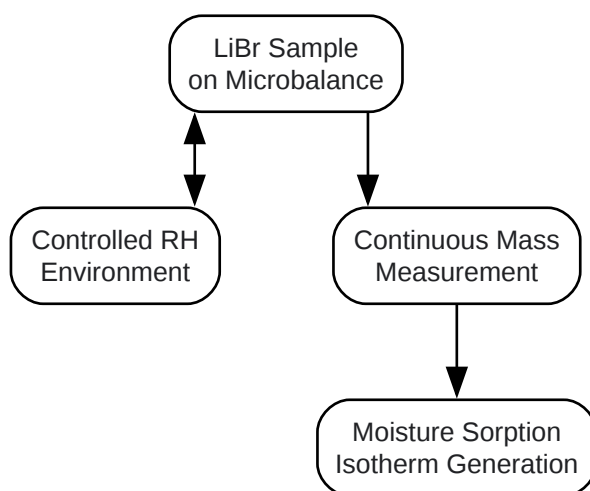 LiBr Sample
on Microbalance
Controlled RH
Environment
Continuous Mass
Measurement
Moisture Sorption
Isotherm Generation